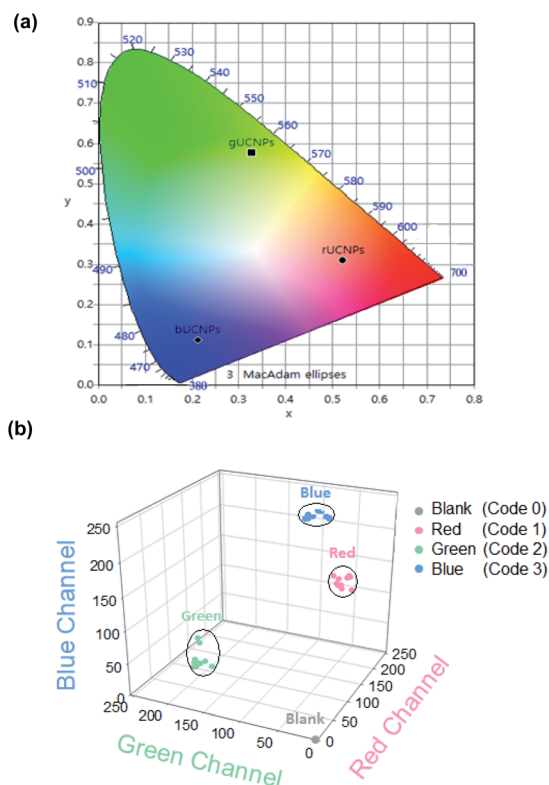 (a)
0.9
0.8
0.7
0.6
0.5
0.4
0.3
0.2
0.1
0.0
y
520
530
510
540
550
560
gUCNPs
570
500
580
590
600
rUCNPs
490
700
480
bUCNPs
470
380
3 MacAdam ellipses
0.0 0.1 0.2 0.3 0.4 0.5 0.6 0.7 0.8
x
(b)
Blue
Red
Green
Blank
Blank (Code 0)
Red (Code 1)
Green (Code 2)
Blue (Code 3)
Blue Channel
250
200
150
100
50
0
Green Channel
250 200 150 100 50 0
Red Channel
250
200
150
100
50
0